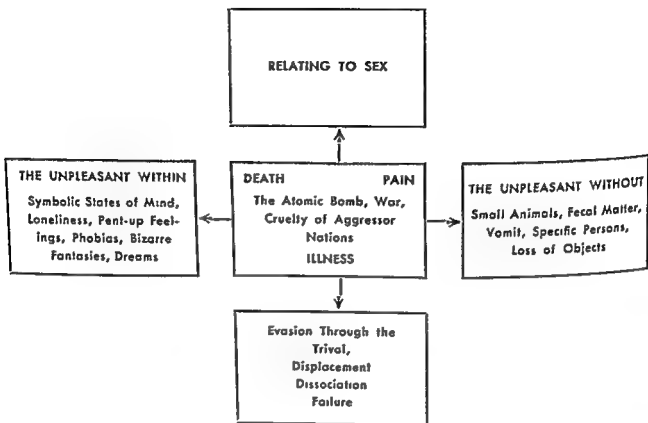 RELATING TO SEX
THE UNPLEASANT WITHIN
Symbolic States of Mind,
Loneliness, Pent-up Feel-
ings, Phobias, Bizarre
Fantasies, Dreams
DEATH PAIN
The Atomic Bomb, War,
Cruelty of Aggressor
Nations
ILLNESS
THE UNPLEASANT WITHOUT
Small Animals, Fecal Matter,
Vomit, Specific Persons,
Loss of Objects
Evasion Through the
Trival,
Displacement
Dissociation
Failure